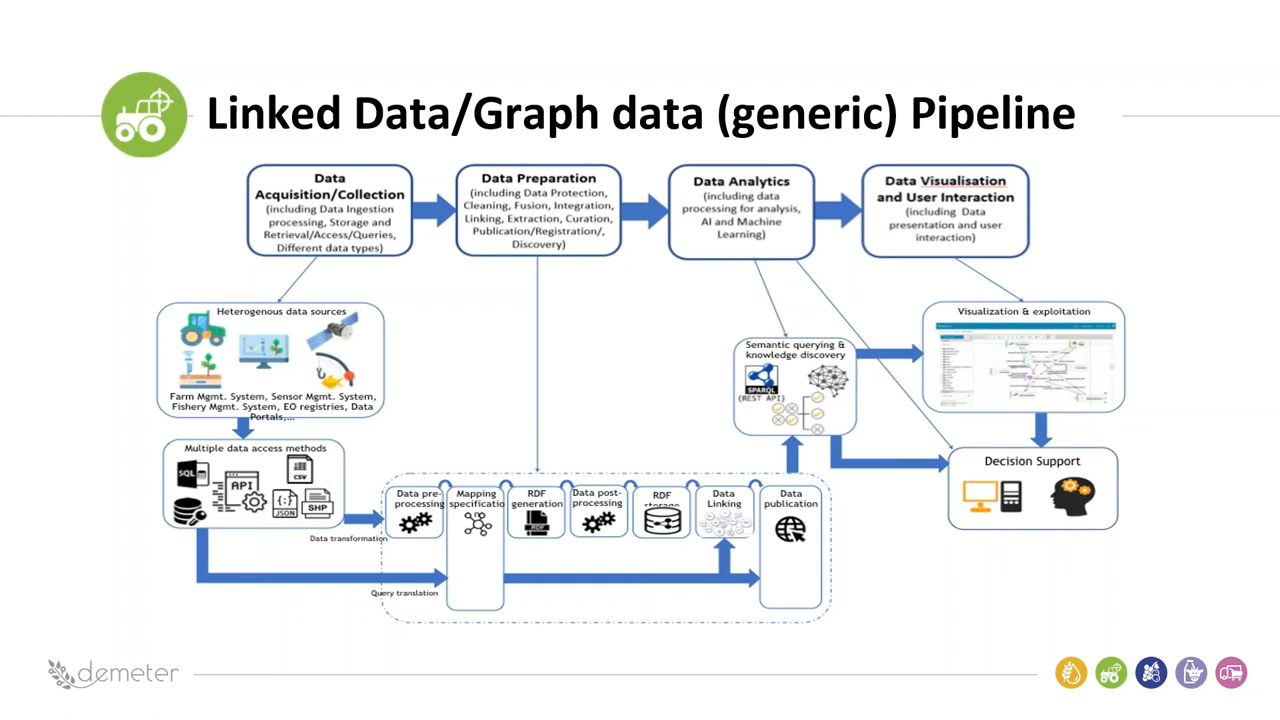 Linked Data/Graph data (generic) Pipeline
Data
Acquisition/Collection
(including Data Ingestion
processing, Storage and
Retrieval/Access/Queries,
Different data types)
Data Preparation
(including Data Protection,
Cleaning, Fusion, Integration,
Linking, Extraction, Curation,
Publication/Registration/,
Discovery)
Data Analytics
(including data
processing for analysis,
AI and Machine
Learning)
Data Visualisation
and User Interaction
(including Data
presentation and user
interaction)
Heterogenous data sources
Farm Mgmt. System, Sensor Mgmt. System,
Fishery Mgmt. System, EO registries, Data
Portals,...
Multiple data access methods
SQL
API
CSV
{;}
JSON
SHP
Data transformation
Query translation
Data pre-
processing
Mapping
specificatio
RDF
generation
RDF
Data post-
processing
RDF
storage
Data
Linking
Data
publication
Semantic querying &
knowledge discovery
SPARQL
{REST API}
Visualization & exploitation
Decision Support
demeter